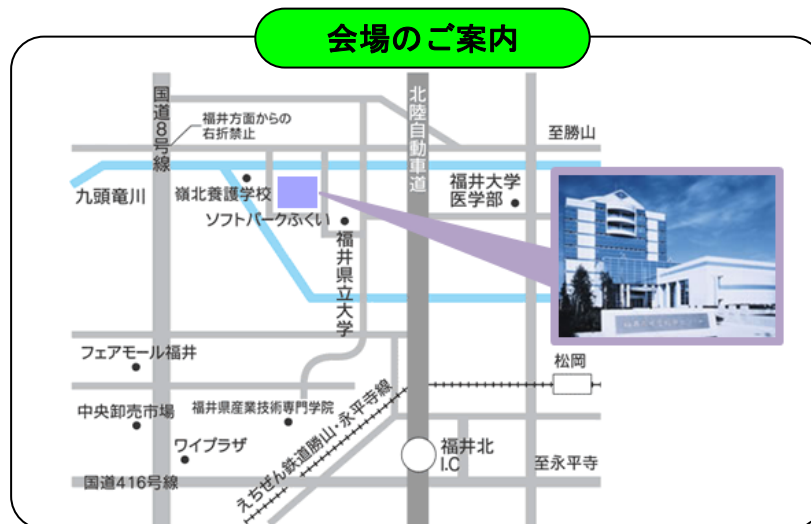 会場のご案内
国道8号線
福井方面からの
右折禁止
北陸自動車道
至勝山
九頭竜川
嶺北養護学校
福井大学
医学部
ソフトパークふくい
福井県立大学
フェアモール福井
松岡
中央卸売市場
福井県産業技術専門学院
えちぜん鉄道勝山・永平寺線
ワイプラザ
福井北
I.C
至永平寺
国道416号線